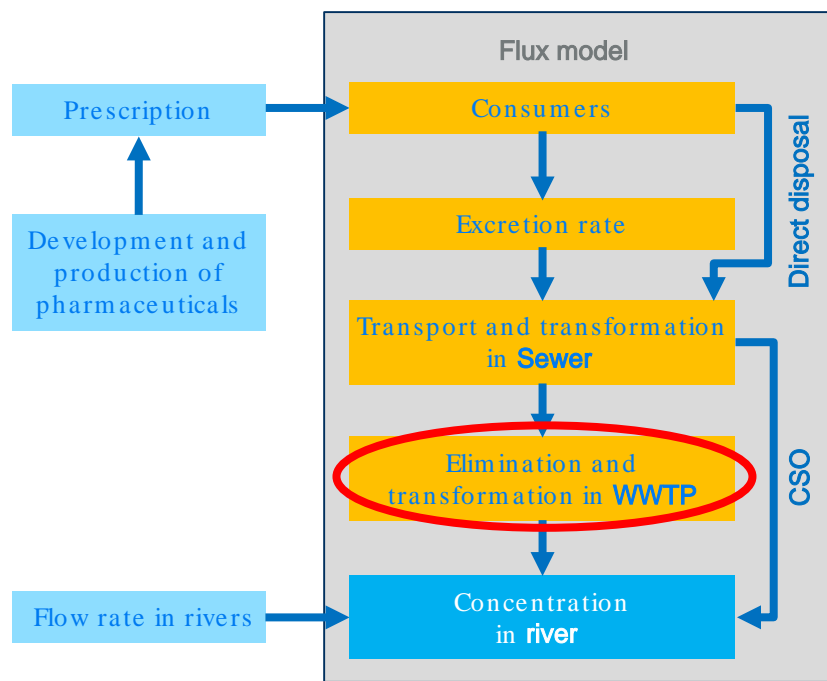 Flux model
Prescription
Consumers
Direct disposal
Development and
production of
pharmaceuticals
Excretion rate
Transport and transformation
in Sewer
Elimination and
transformation in WWTP
CSO
Flow rate in rivers
Concentration
in river